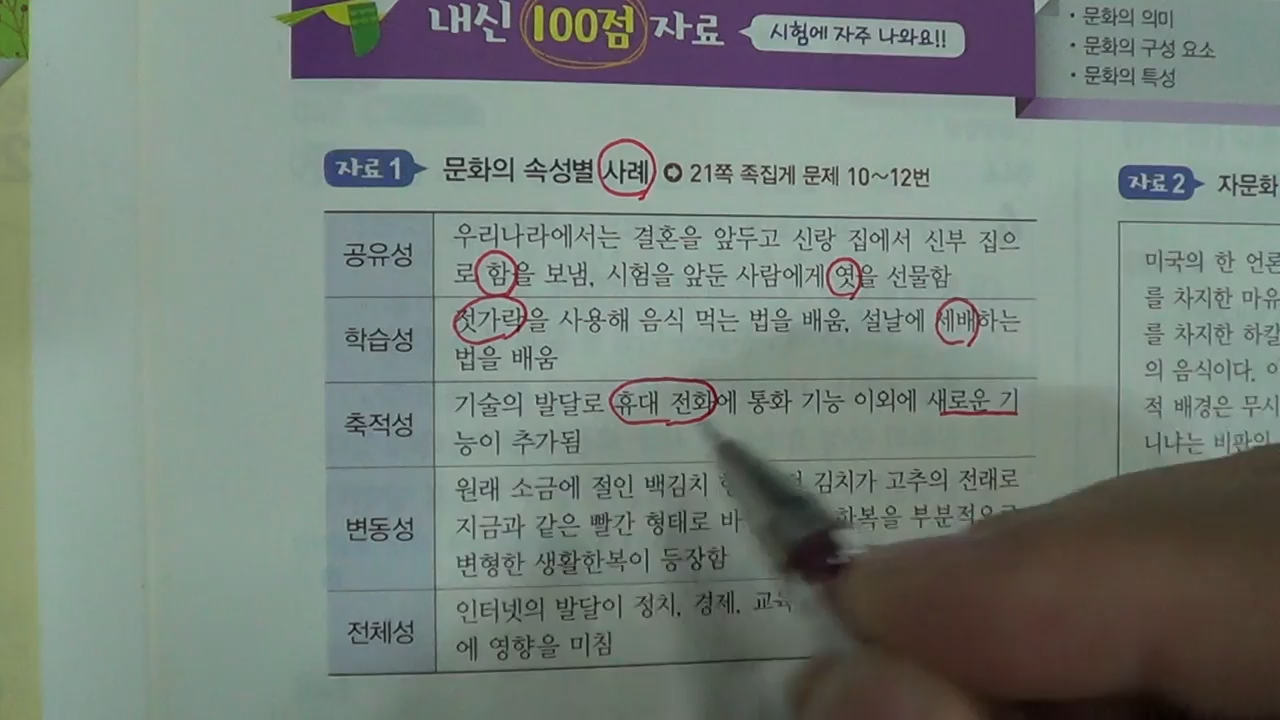 내신 100점 자료 시험에 자주 나와요!!
· 문화의 의미
· 문화의 구성 요소
· 문화의 특성
자료 1 문화의 속성별 사례 ➲ 21쪽 족집게 문제 10~12번
공유성
우리나라에서는 결혼을 앞두고 신랑 집에서 신부 집으
로 함을 보냄, 시험을 앞둔 사람에게 엿을 선물함
학습성
젓가락을 사용해 음식 먹는 법을 배움, 설날에 세배하는
법을 배움
축적성
기술의 발달로 휴대 전화에 통화 기능 이외에 새로운 기
능이 추가됨
변동성
원래 소금에 절인 백김치 김치가 고추의 전래로
지금과 같은 빨간 형태로 바 한복을 부분적으로
변형한 생활한복이 등장함
전체성
인터넷의 발달이 정치, 경제, 교육
에 영향을 미침
자료 2 자문화
미국의 한 언론
를 차지한 마유
를 차지한 하칼
의 음식이다. 이
적 배경은 무시
니냐는 비판의